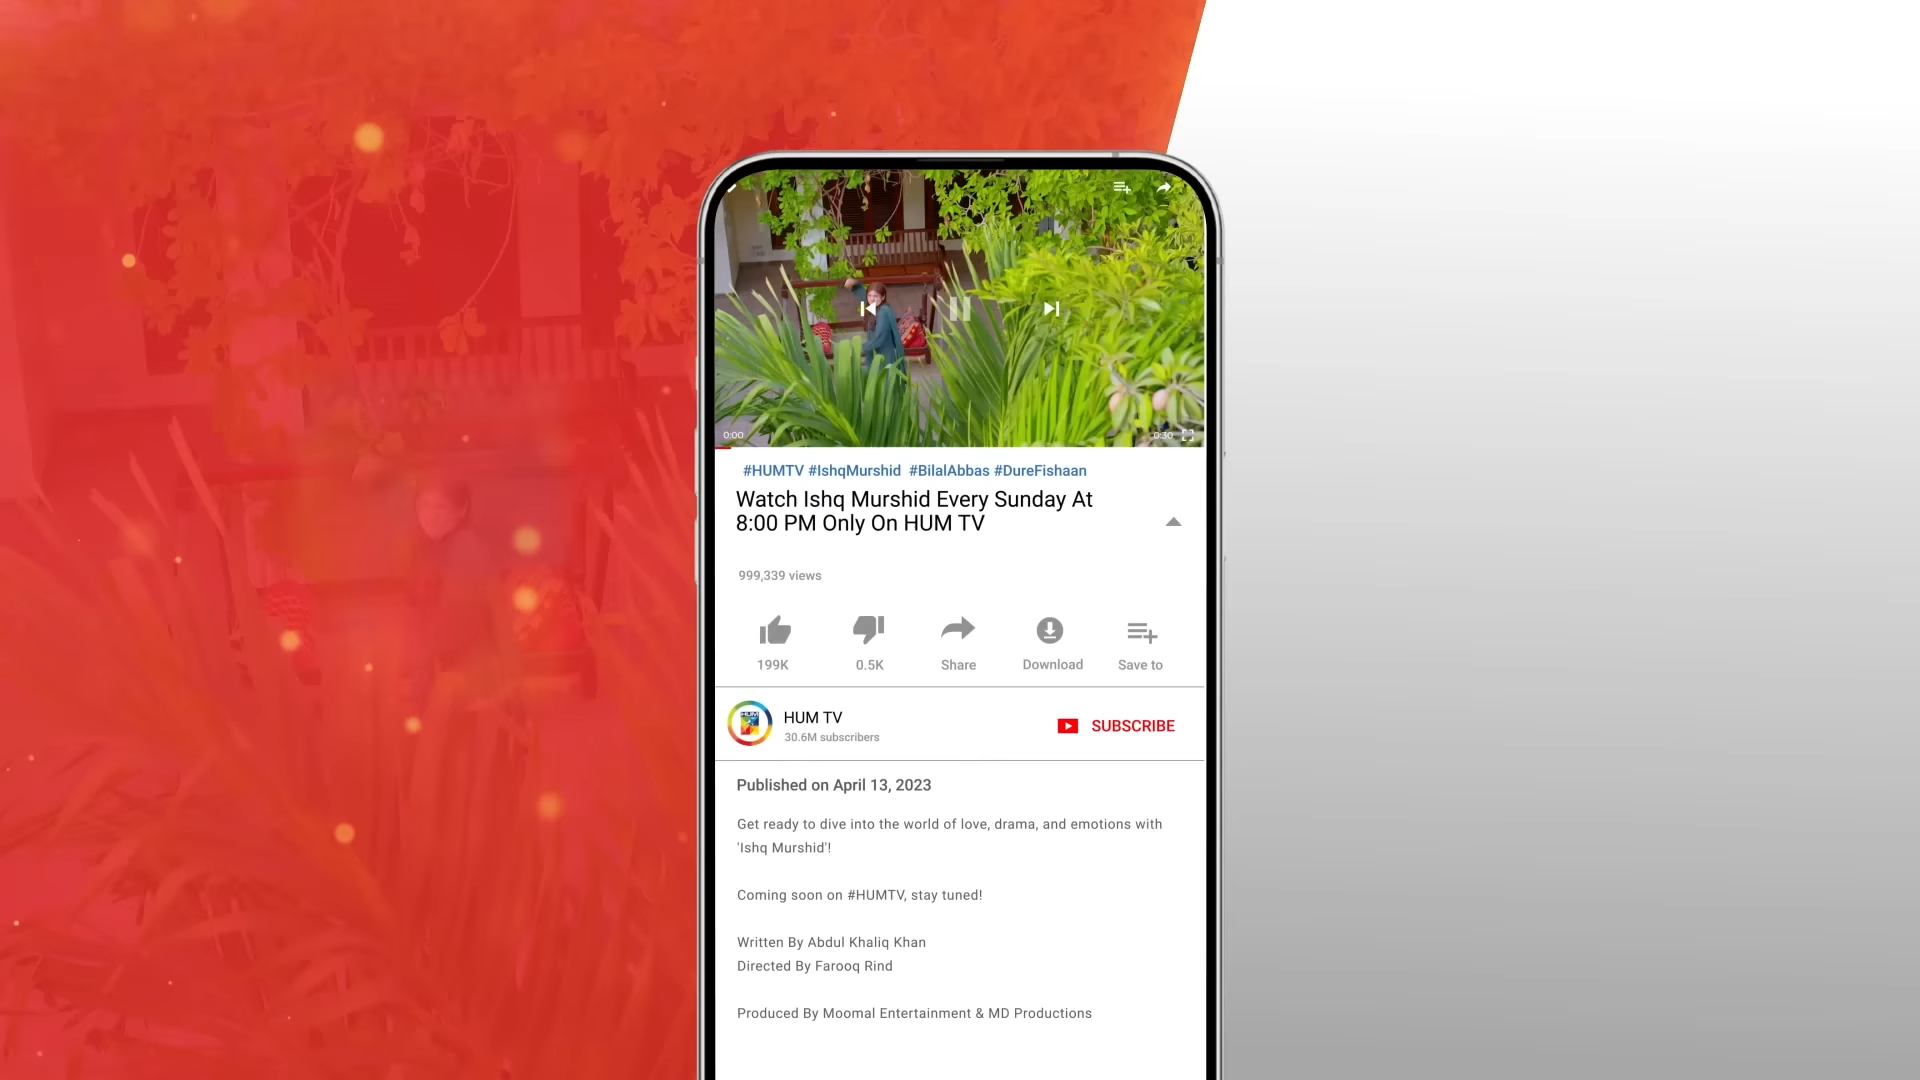 0:00
0:30
#HUMTV #IshqMurshid #BilalAbbas #DureFishaan
Watch Ishq Murshid Every Sunday At
8:00 PM Only On HUM TV
999,339 views
199K
0.5K
Share
Download
Save to
HUM
HUM TV
30.6M subscribers
SUBSCRIBE
Published on April 13, 2023
Get ready to dive into the world of love, drama, and emotions with
'Ishq Murshid'!
Coming soon on #HUMTV, stay tuned!
Written By Abdul Khaliq Khan
Directed By Farooq Rind
Produced By Moomal Entertainment & MD Productions